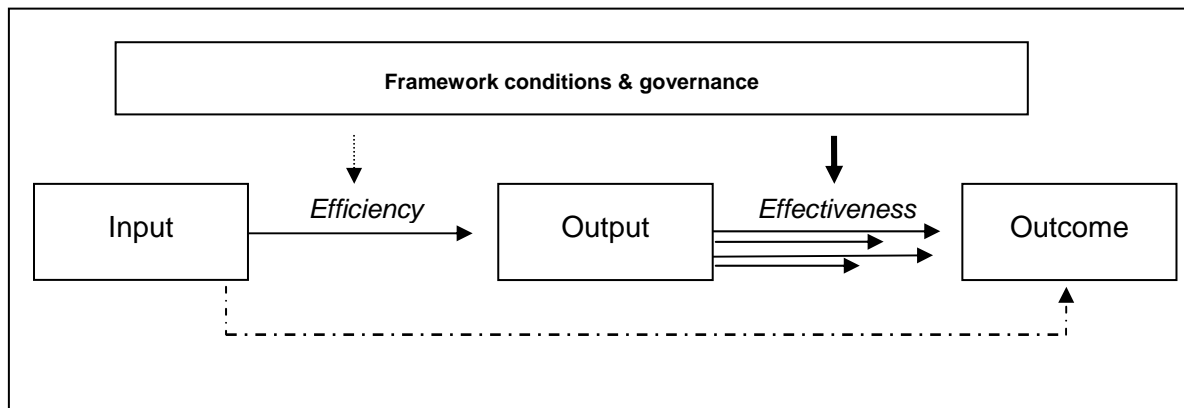 Framework conditions & governance
Efficiency
Effectiveness
Input
Output
Outcome